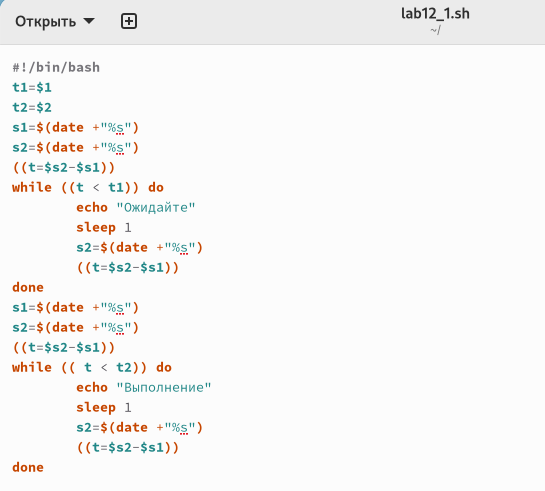 Открыть
lab12_1.sh
~/
#!/bin/bash
t1=$1
t2=$2
s1=$(date +"%s")
s2=$(date +"%s")
((t=$s2-$s1))
while ((t < t1)) do
        echo "Ожидайте"
        sleep 1
        s2=$(date +"%s")
        ((t=$s2-$s1))
done
s1=$(date +"%s")
s2=$(date +"%s")
((t=$s2-$s1))
while (( t < t2)) do
        echo "Выполнение"
        sleep 1
        s2=$(date +"%s")
        ((t=$s2-$s1))
done